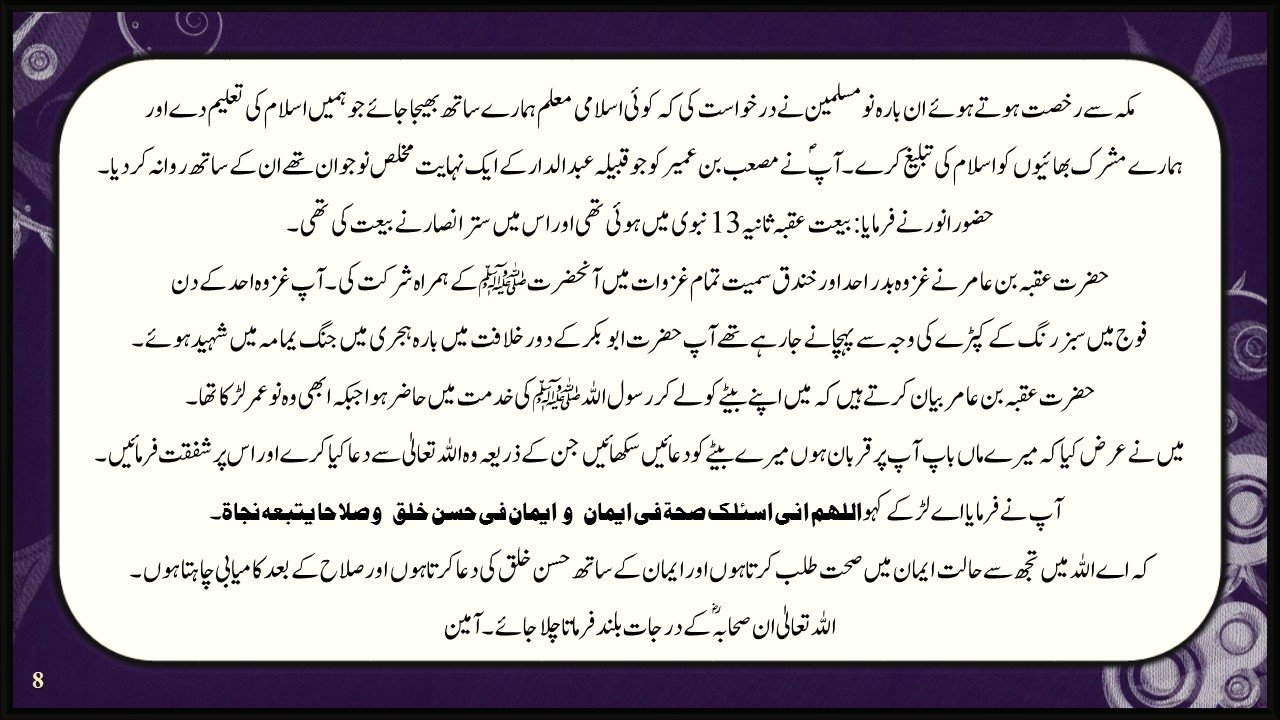 مکہ سے رخصت ہوتے ہوئے ان بارہ نو مسلمین نے درخواست کی کہ کوئی اسلامی معلم ہمارے ساتھ بھیجا جائے جو ہمیں اسلام کی تعلیم دے اور
ہمارے مشرک بھائیوں کو اسلام کی تبلیغ کرے۔ آپؐ نے مصعب بن عمیر کو جو قبیلہ عبد الدار کے ایک نہایت مخلص نوجوان تھے ان کے ساتھ روانہ کر دیا۔
حضور انور نے فرمایا: بیعت عقبہ ثانیہ 13 نبوی میں ہوئی تھی اور اس میں ستر انصار نے بیعت کی تھی۔
حضرت عقبہ بن عامر نے غزوہ بدر احد اور خندق سمیت تمام غزوات میں آنحضرت ﷺ کے ہمراہ شرکت کی۔ آپ غزوہ احد کے دن
فوج میں سبز رنگ کے کپڑے کی وجہ سے پہچانے جا رہے تھے آپ حضرت ابو بکر کے دور خلافت میں بارہ ہجری میں جنگ یمامہ میں شہید ہوئے۔
حضرت عقبہ بن عامر بیان کرتے ہیں کہ میں اپنے بیٹے کو لے کر رسول اللہ ﷺ کی خدمت میں حاضر ہوا جبکہ ابھی وہ نو عمر لڑکا تھا۔
میں نے عرض کیا کہ میرے ماں باپ آپ پر قربان ہوں میرے بیٹے کو دعائیں سکھائیں جن کے ذریعہ وہ اللہ تعالیٰ سے دعا کیا کرے اور اس پر شفقت فرمائیں۔
آپ نے فرمایا اے لڑکے کہو اللھم انی اسئلک صحة فی ایمان و ایمان فی حسن خلق و صلاحا یتبعه نجاة۔
کہ اے اللہ میں تجھ سے حالت ایمان میں صحت طلب کرتا ہوں اور ایمان کے ساتھ حسن خلق کی دعا کرتا ہوں اور صلاح کے بعد کامیابی چاہتا ہوں۔
اللہ تعالیٰ ان صحابہؓ کے درجات بلند فرماتا چلا جائے۔ آمین
8